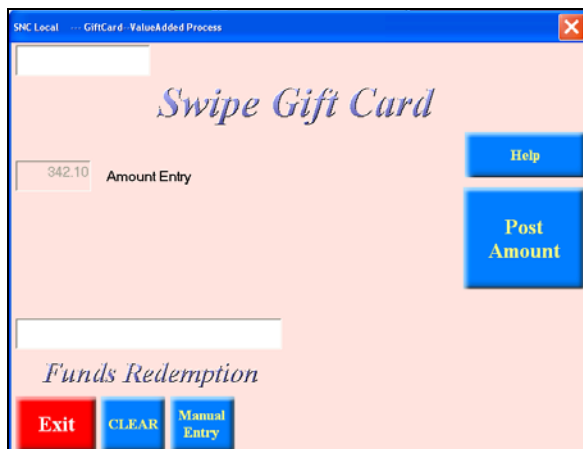 SNC Local --- GiftCard--ValueAdded Process
Swipe Gift Card
Help
342.10 Amount Entry
Post
Amount
Funds Redemption
Exit CLEAR Manual
Entry